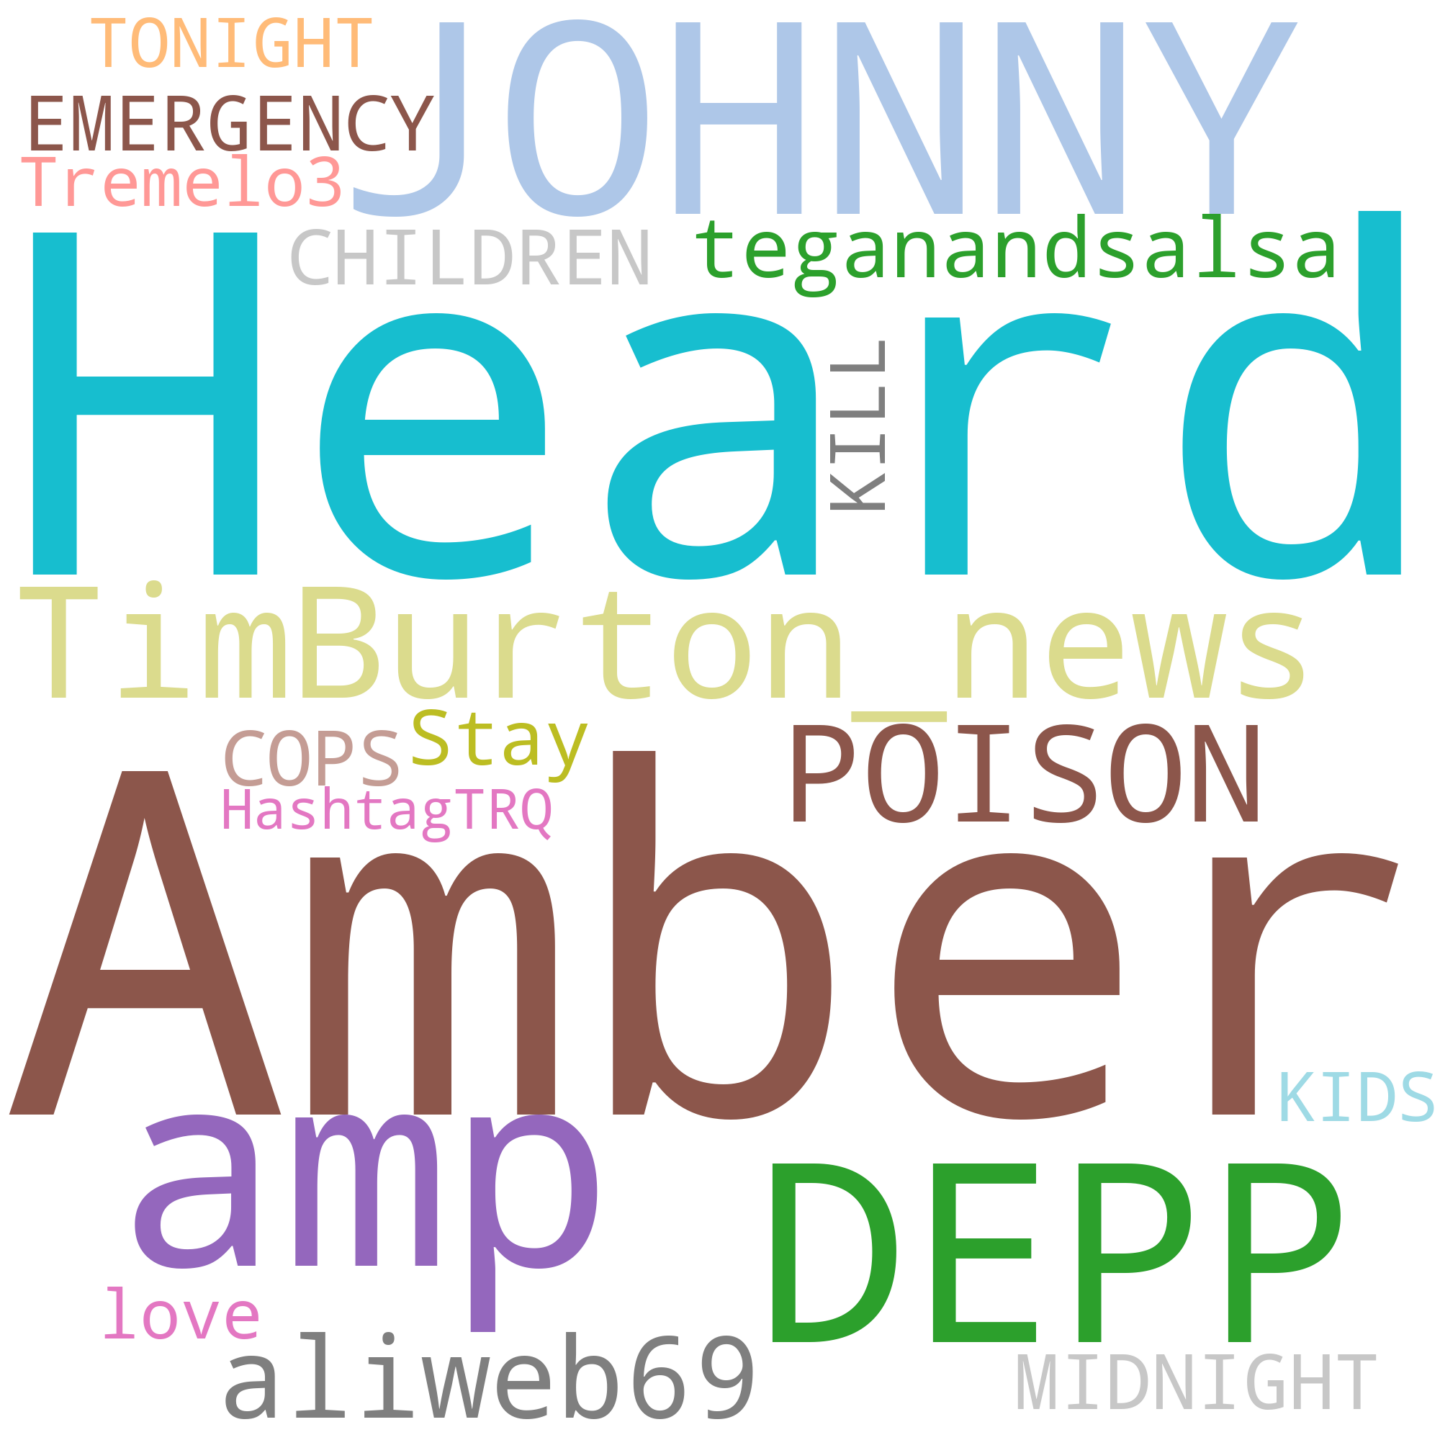 TONIGHT
JOHNNY
EMERGENCY
Tremelo3
CHILDREN
teganandsalsa
Heard
KILL
TimBurton_news
COPS
Stay
POISON
HashtagTRQ
Amber
KIDS
amp
DEPP
love
aliweb69
MIDNIGHT